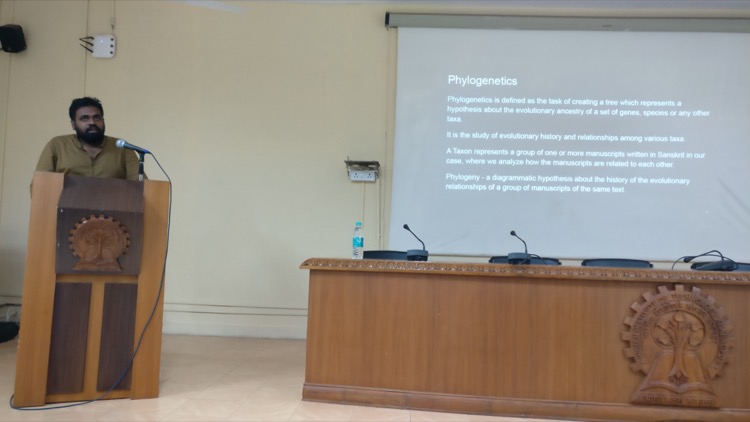 Phylogenetics
Phylogenetics is defined as the task of creating a tree which represents a
hypothesis about the evolutionary ancestry of a set of genes, species or any other
taxa.
It is the study of evolutionary history and relationships among various taxa.
A Taxon represents a group of one or more manuscripts written in Sanskrit in our
case, where we analyze how the manuscripts are related to each other.
Phylogeny - a diagrammatic hypothesis about the history of the evolutionary
relationships of a group of manuscripts of the same text.